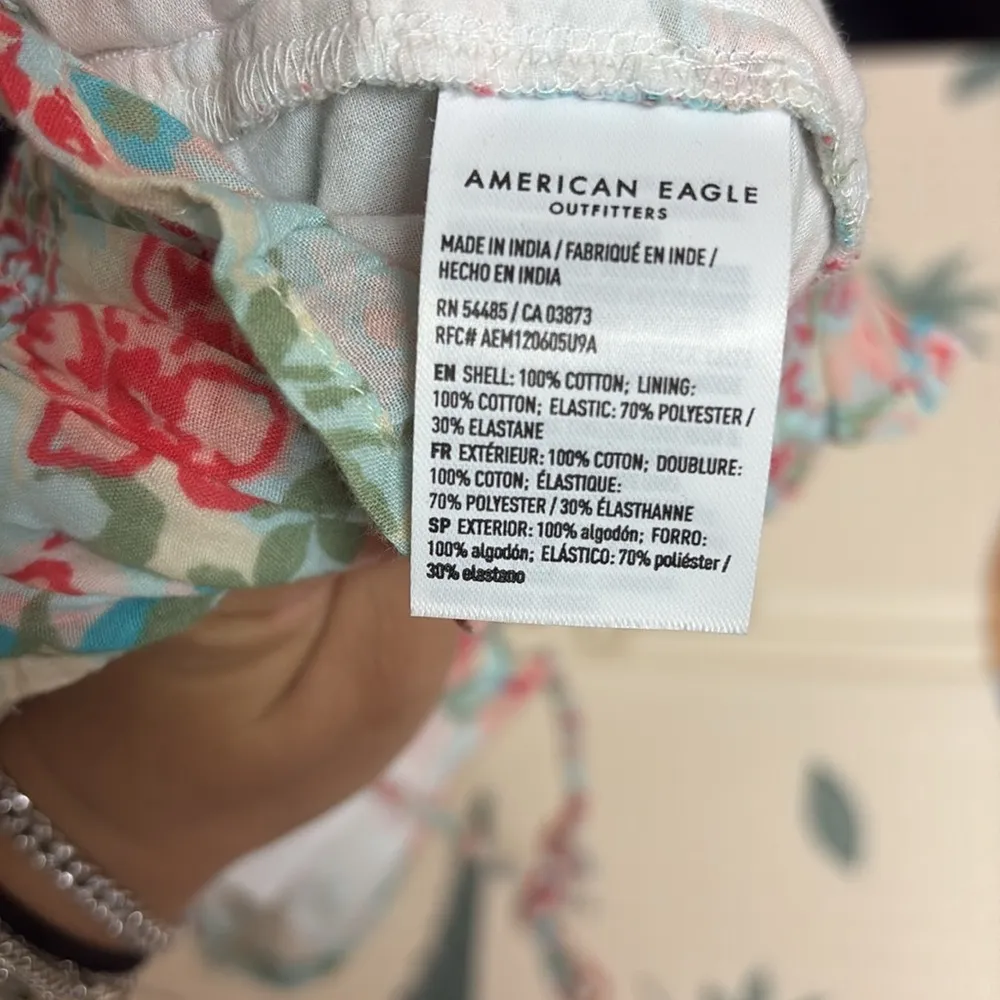 AMERICAN EAGLE
OUTFITTERS
MADE IN INDIA / FABRIQUÉ EN INDE /
HECHO EN INDIA
RN 54485 / CA 03873
RFC# AEM120605U9A
EN SHELL: 100% COTTON; LINING:
100% COTTON; ELASTIC: 70% POLYESTER /
30% ELASTANE
FR EXTÉRIEUR: 100% COTON; DOUBLURE:
100% COTON; ÉLASTIQUE:
70% POLYESTER / 30% ÉLASTHANNE
SP EXTERIOR: 100% algodón; FORRO:
100% algodón; ELÁSTICO: 70% poliéster /
30% elastano